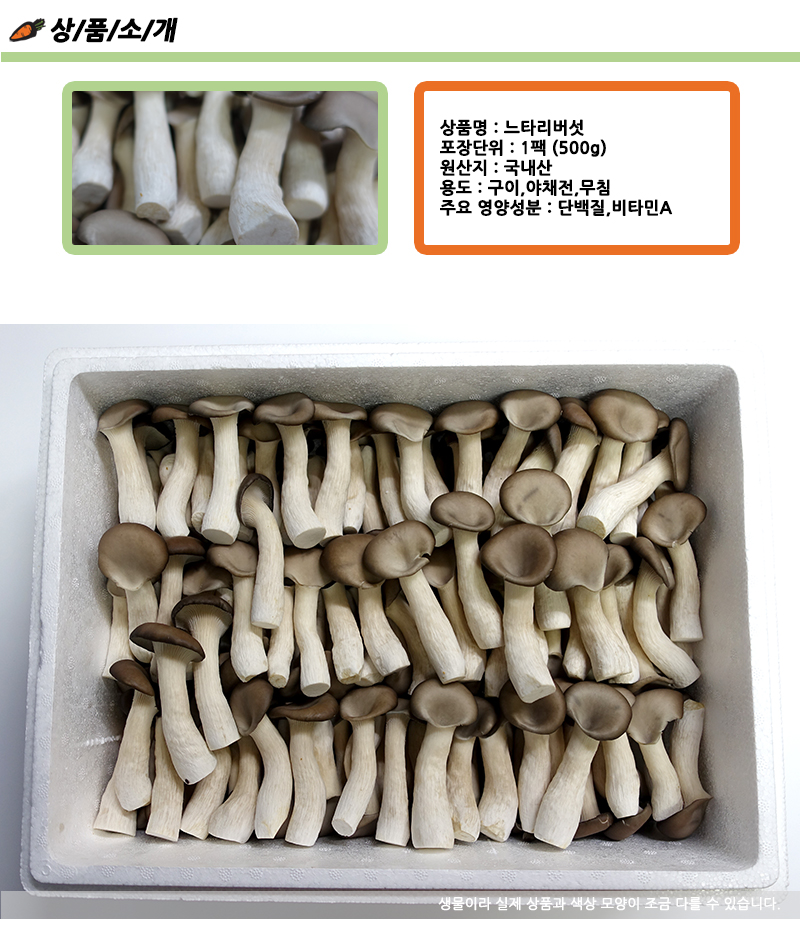 상/품/소/개
상품명 : 느타리버섯
포장단위 : 1팩 (500g)
원산지 : 국내산
용도 : 구이,야채전,무침
주요 영양성분 : 단백질,비타민A
생물이라 실제 상품과 색상 모양이 조금 다를 수 있습니다.